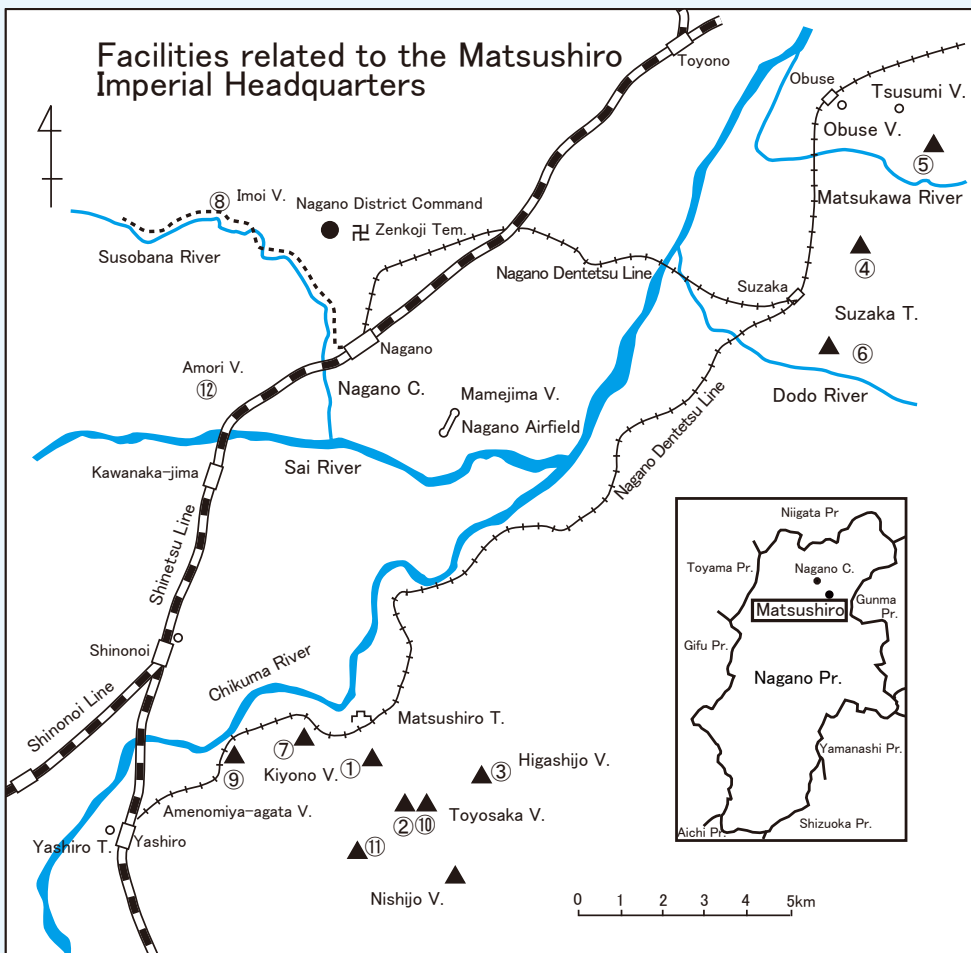 Facilities related to the Matsushiro
Imperial Headquarters
Toyono
Obuse
Tsusumi V.
Obuse V.
⑤
Matsukawa River
⑧
Imoi V.
Nagano District Command
卍 Zenkoji Tem.
Susobana River
Nagano Dentetsu Line
④
Suzaka
Suzaka T.
⑥
Dodo River
Nagano
Nagano C.
Amori V.
⑫
Mamejima V.
Nagano Airfield
Kawanaka-jima
Sai River
Nagano Dentetsu Line
Shinetsu Line
Shinonoi
Shinonoi Line
Chikuma River
Matsushiro T.
⑦
Kiyono V.
①
③
Higashijo V.
⑨
Amenomiya-agata V.
② ⑩
Toyosaka V.
Yashiro T.
Yashiro
⑪
Nishijo V.
0 1 2 3 4 5km
Niigata Pr
Toyama Pr.
Nagano C.
Gunma
Pr.
Matsushiro
Gifu Pr.
Nagano Pr.
Yamanashi Pr.
Shizuoka Pr.
Aichi Pr.